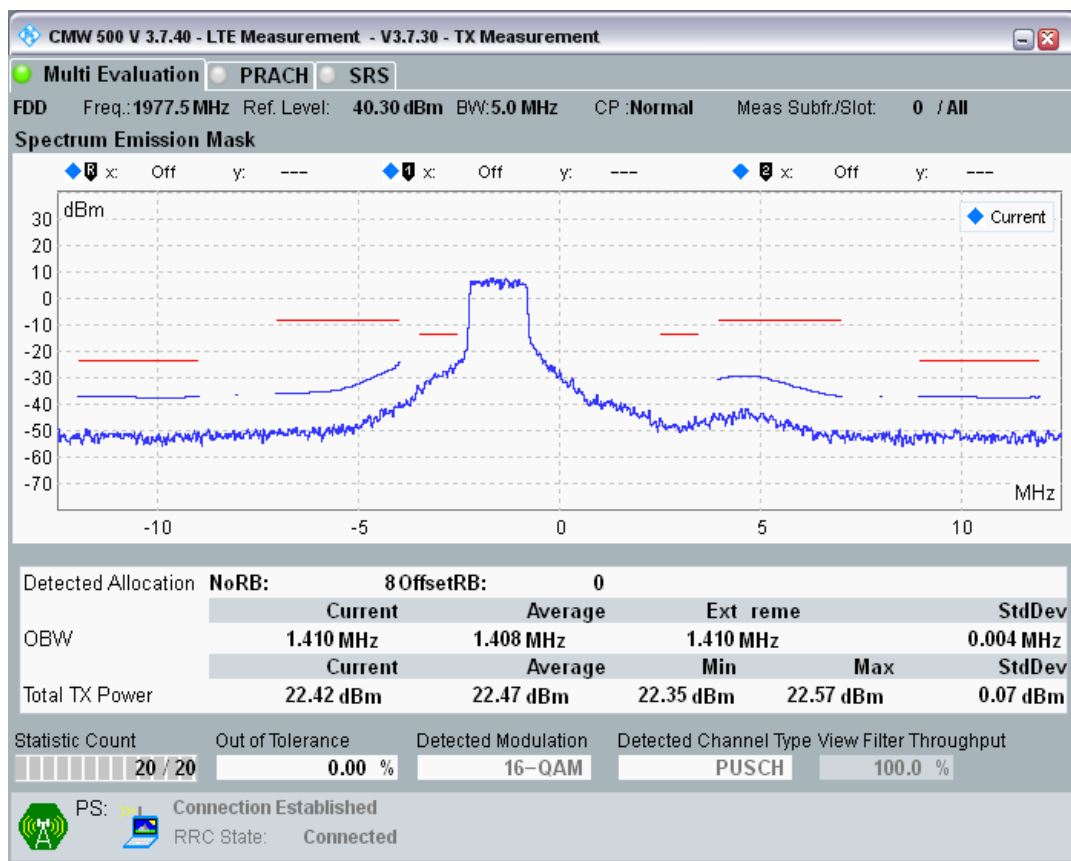 CMW 500 V 3.7.40 - LTE Measurement - V3.7.30 - TX Measurement
Multi Evaluation PRACH SRS
FDD Freq.: 1977.5 MHz Ref. Level: 40.30 dBm BW: 5.0 MHz CP : Normal Meas Subfr./Slot: 0 / All
Spectrum Emission Mask
R x: Off y: --- 1 x: Off y: --- 2 x: Off y: ---
dBm
Current
30
20
10
0
-10
-20
-30
-40
-50
-60
-70
MHz
-10 -5 0 5 10
Detected Allocation NoRB: 8 OffsetRB: 0
Current Average Ext reme StdDev
OBW 1.410 MHz 1.408 MHz 1.410 MHz 0.004 MHz
Current Average Min Max StdDev
Total TX Power 22.42 dBm 22.47 dBm 22.35 dBm 22.57 dBm 0.07 dBm
Statistic Count Out of Tolerance Detected Modulation Detected Channel Type View Filter Throughput
20 / 20 0.00 % 16-QAM PUSCH 100.0 %
PS: Connection Established
RRC State: Connected